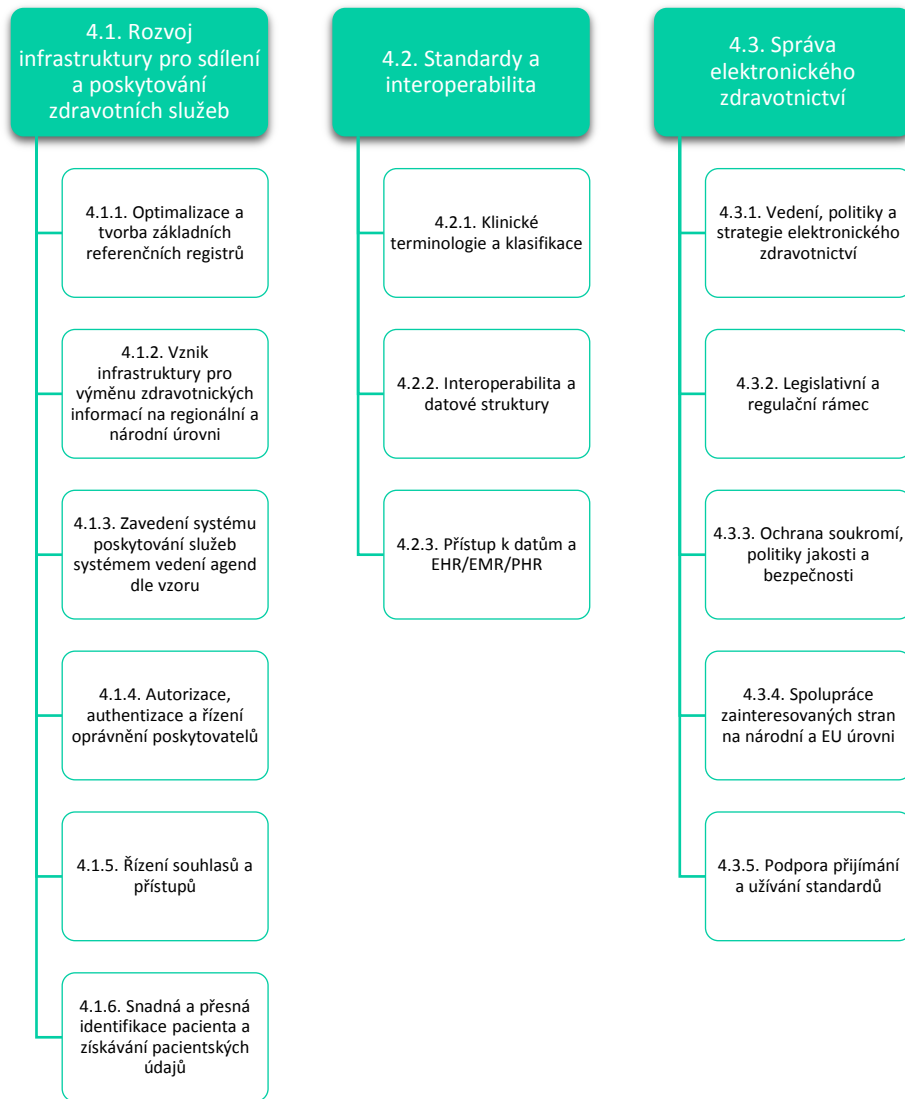 4.1. Rozvoj
infrastruktury pro sdílení
a poskytování
zdravotních služeb
4.1.1. Optimalizace a
tvorba základních
referenčních registrů
4.1.2. Vznik
infrastruktury pro
výměnu zdravotnických
informací na regionální a
národní úrovni
4.1.3. Zavedení systému
poskytování služeb
systémem vedení agend
dle vzoru
4.1.4. Autorizace,
authentizace a řízení
oprávnění poskytovatelů
4.1.5. Řízení souhlasů a
přístupů
4.1.6. Snadná a přesná
identifikace pacienta a
získávání pacientských
údajů
4.2. Standardy a
interoperabilita
4.2.1. Klinické
terminologie a klasifikace
4.2.2. Interoperabilita a
datové struktury
4.2.3. Přístup k datům a
EHR/EMR/PHR
4.3. Správa
elektronického
zdravotnictví
4.3.1. Vedení, politiky a
strategie elektronického
zdravotnictví
4.3.2. Legislativní a
regulační rámec
4.3.3. Ochrana soukromí,
politiky jakosti a
bezpečnosti
4.3.4. Spolupráce
zainteresovaných stran
na národní a EU úrovni
4.3.5. Podpora přijímání
a užívání standardů